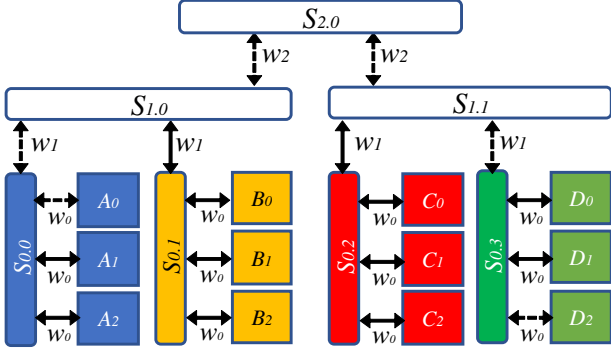 S2.0
w2 w2
S1.0 S1.1
w1 w1 w1 w1
S0.0 S0.1 S0.2 S0.3
A0 B0 C0 D0
w0 w0 w0 w0
A1 B1 C1 D1
w0 w0 w0 w0
A2 B2 C2 D2
w0 w0 w0 w0